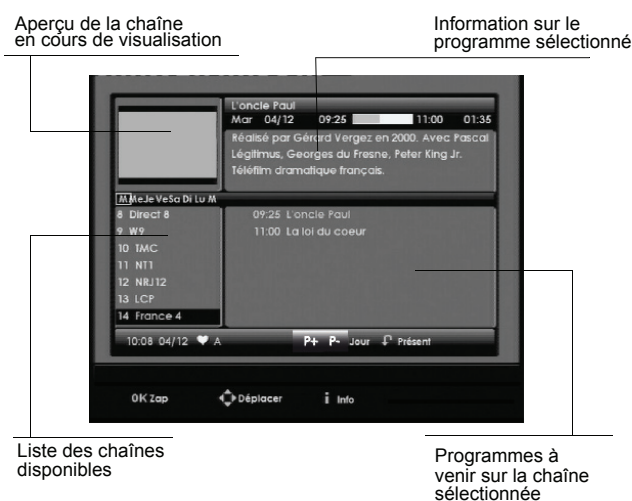 Aperçu de la chaîne
en cours de visualisation
Information sur le
programme sélectionné
L'oncle Paul
Mar 04/12 09:25 11:00 01:35
Réalisé par Gérard Vergez en 2000. Avec Pascal
Légitimus, Georges du Fresne, Peter King Jr.
Téléfilm dramatique français.
M MeJe VeSa Di Lu M
8 Direct 8
9 W9
10 TMC
11 NT1
12 NRJ12
13 LCP
14 France 4
09:25 L'oncle Paul
11:00 La loi du coeur
10:08 04/12 A P+ P- Jour Présent
OK Zap Déplacer i Info
Liste des chaînes
disponibles
Programmes à
venir sur la chaîne
sélectionnée